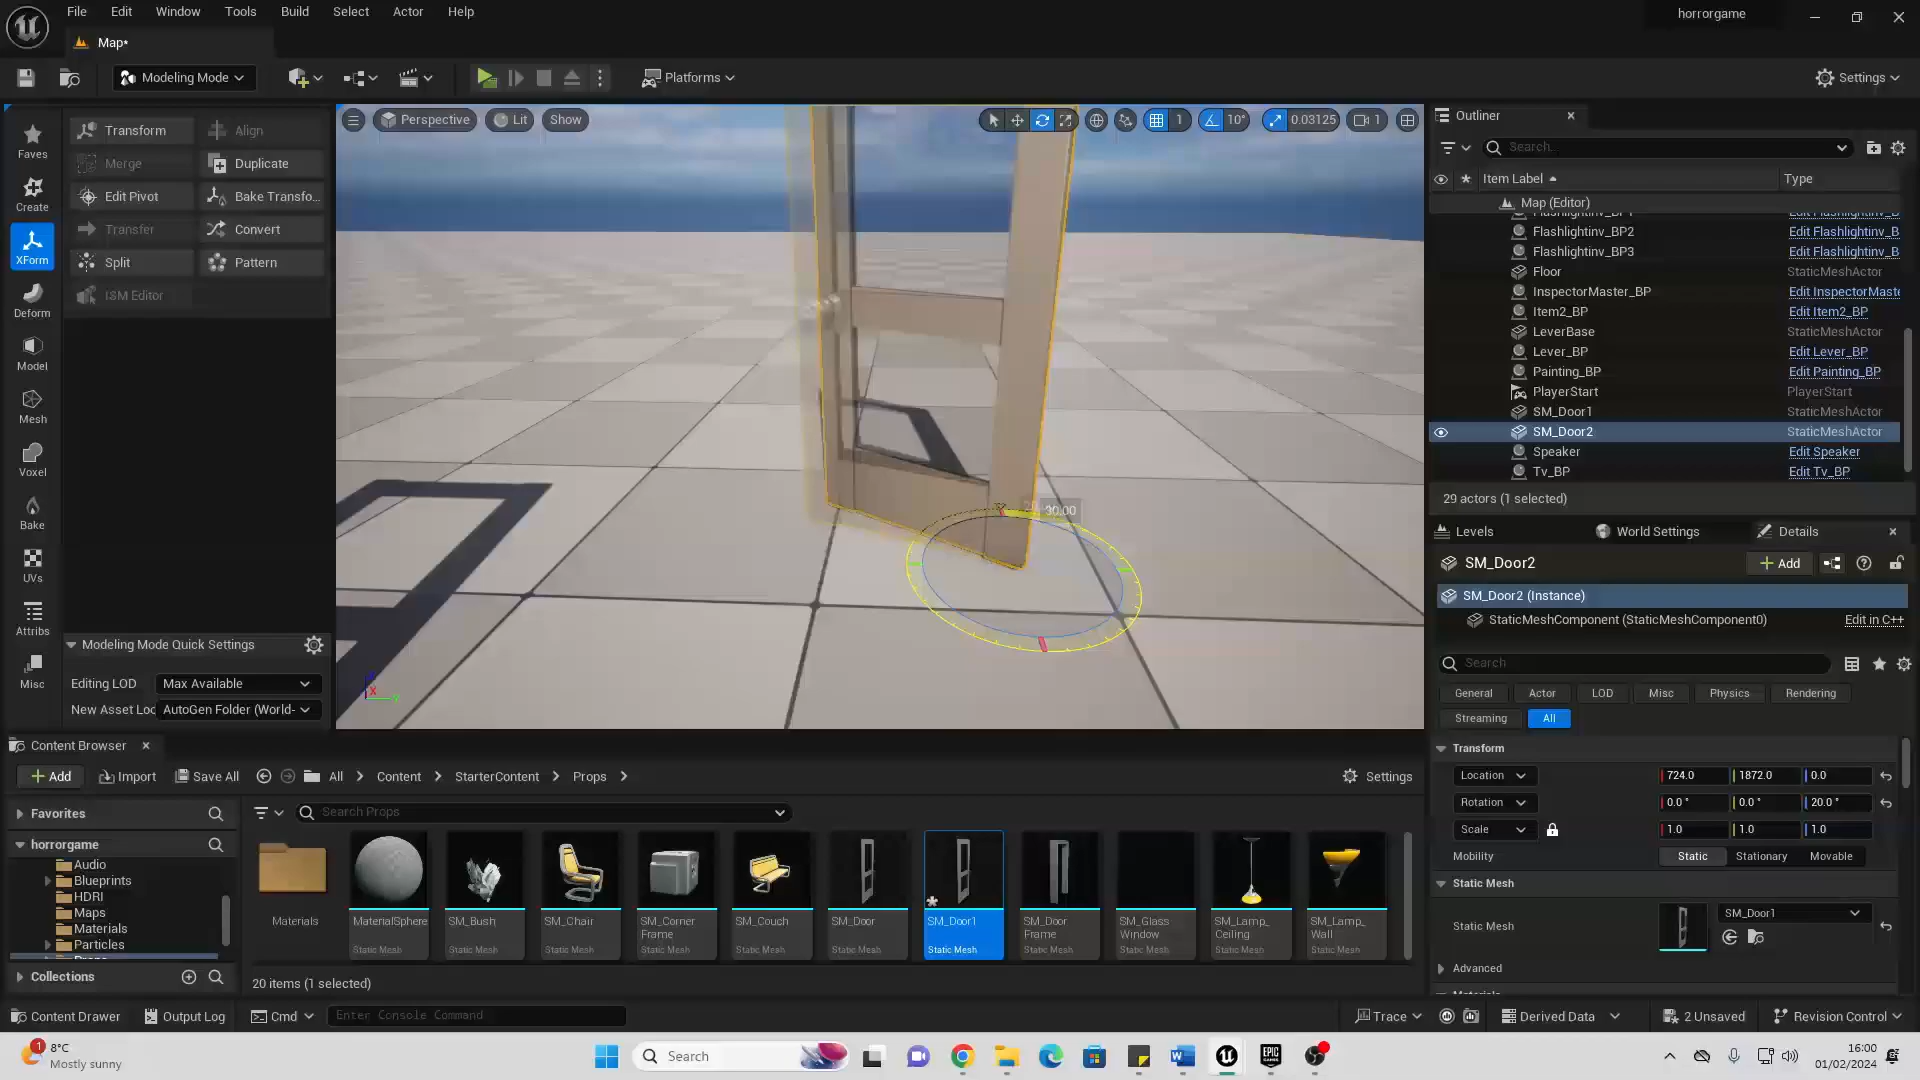 File Edit Window Tools Build Select Actor Help
horrorgame
Map*
Modeling Mode
Platforms
Settings
Faves
Create
XForm
Deform
Model
Mesh
Voxel
Bake
UVs
Attribs
Misc
Transform Align
Merge Duplicate
Edit Pivot Bake Transfo...
Transfer Convert
Split Pattern
ISM Editor
Modeling Mode Quick Settings
Editing LOD Max Available
New Asset Loc AutoGen Folder (World-
Perspective Lit Show
1 10° 0.03125 1
30.00
X
Outliner
Search...
Item Label Type
Map (Editor)
Flashlightinv_BP1 Edit Flashlightinv_B
Flashlightinv_BP2 Edit Flashlightinv_B
Flashlightinv_BP3 Edit Flashlightinv_B
Floor StaticMeshActor
InspectorMaster_BP Edit InspectorMaste
Item2_BP Edit Item2_BP
LeverBase StaticMeshActor
Lever_BP Edit Lever_BP
Painting_BP Edit Painting_BP
PlayerStart PlayerStart
SM_Door1 StaticMeshActor
SM_Door2 StaticMeshActor
Speaker Edit Speaker
Tv_BP Edit Tv_BP
29 actors (1 selected)
Levels World Settings Details
SM_Door2 Add
SM_Door2 (Instance)
StaticMeshComponent (StaticMeshComponent0) Edit in C++
Search
General Actor LOD Misc Physics Rendering
Streaming All
Transform
Location 724.0 1872.0 0.0
Rotation 0.0 ° 0.0 ° 20.0 °
Scale 1.0 1.0 1.0
Mobility Static Stationary Movable
Static Mesh
Static Mesh SM_Door1
Advanced
Materials
Content Browser
Add Import Save All All Content StarterContent Props Settings
Favorites
horrorgame
Audio
Blueprints
HDRI
Maps
Materials
Particles
Props
Collections
Search Props
Materials
MaterialSphere
Static Mesh
SM_Bush
Static Mesh
SM_Chair
Static Mesh
SM_Corner
Frame
Static Mesh
SM_Couch
Static Mesh
SM_Door
Static Mesh
SM_Door1
Static Mesh
SM_Door
Frame
Static Mesh
SM_Glass
Window
Static Mesh
SM_Lamp_
Ceiling
Static Mesh
SM_Lamp_
Wall
Static Mesh
20 items (1 selected)
Content Drawer Output Log Cmd Enter Console Command Trace Derived Data 2 Unsaved Revision Control
1
8°C
Mostly sunny
Search
EPIC
GAMES
16:00
01/02/2024